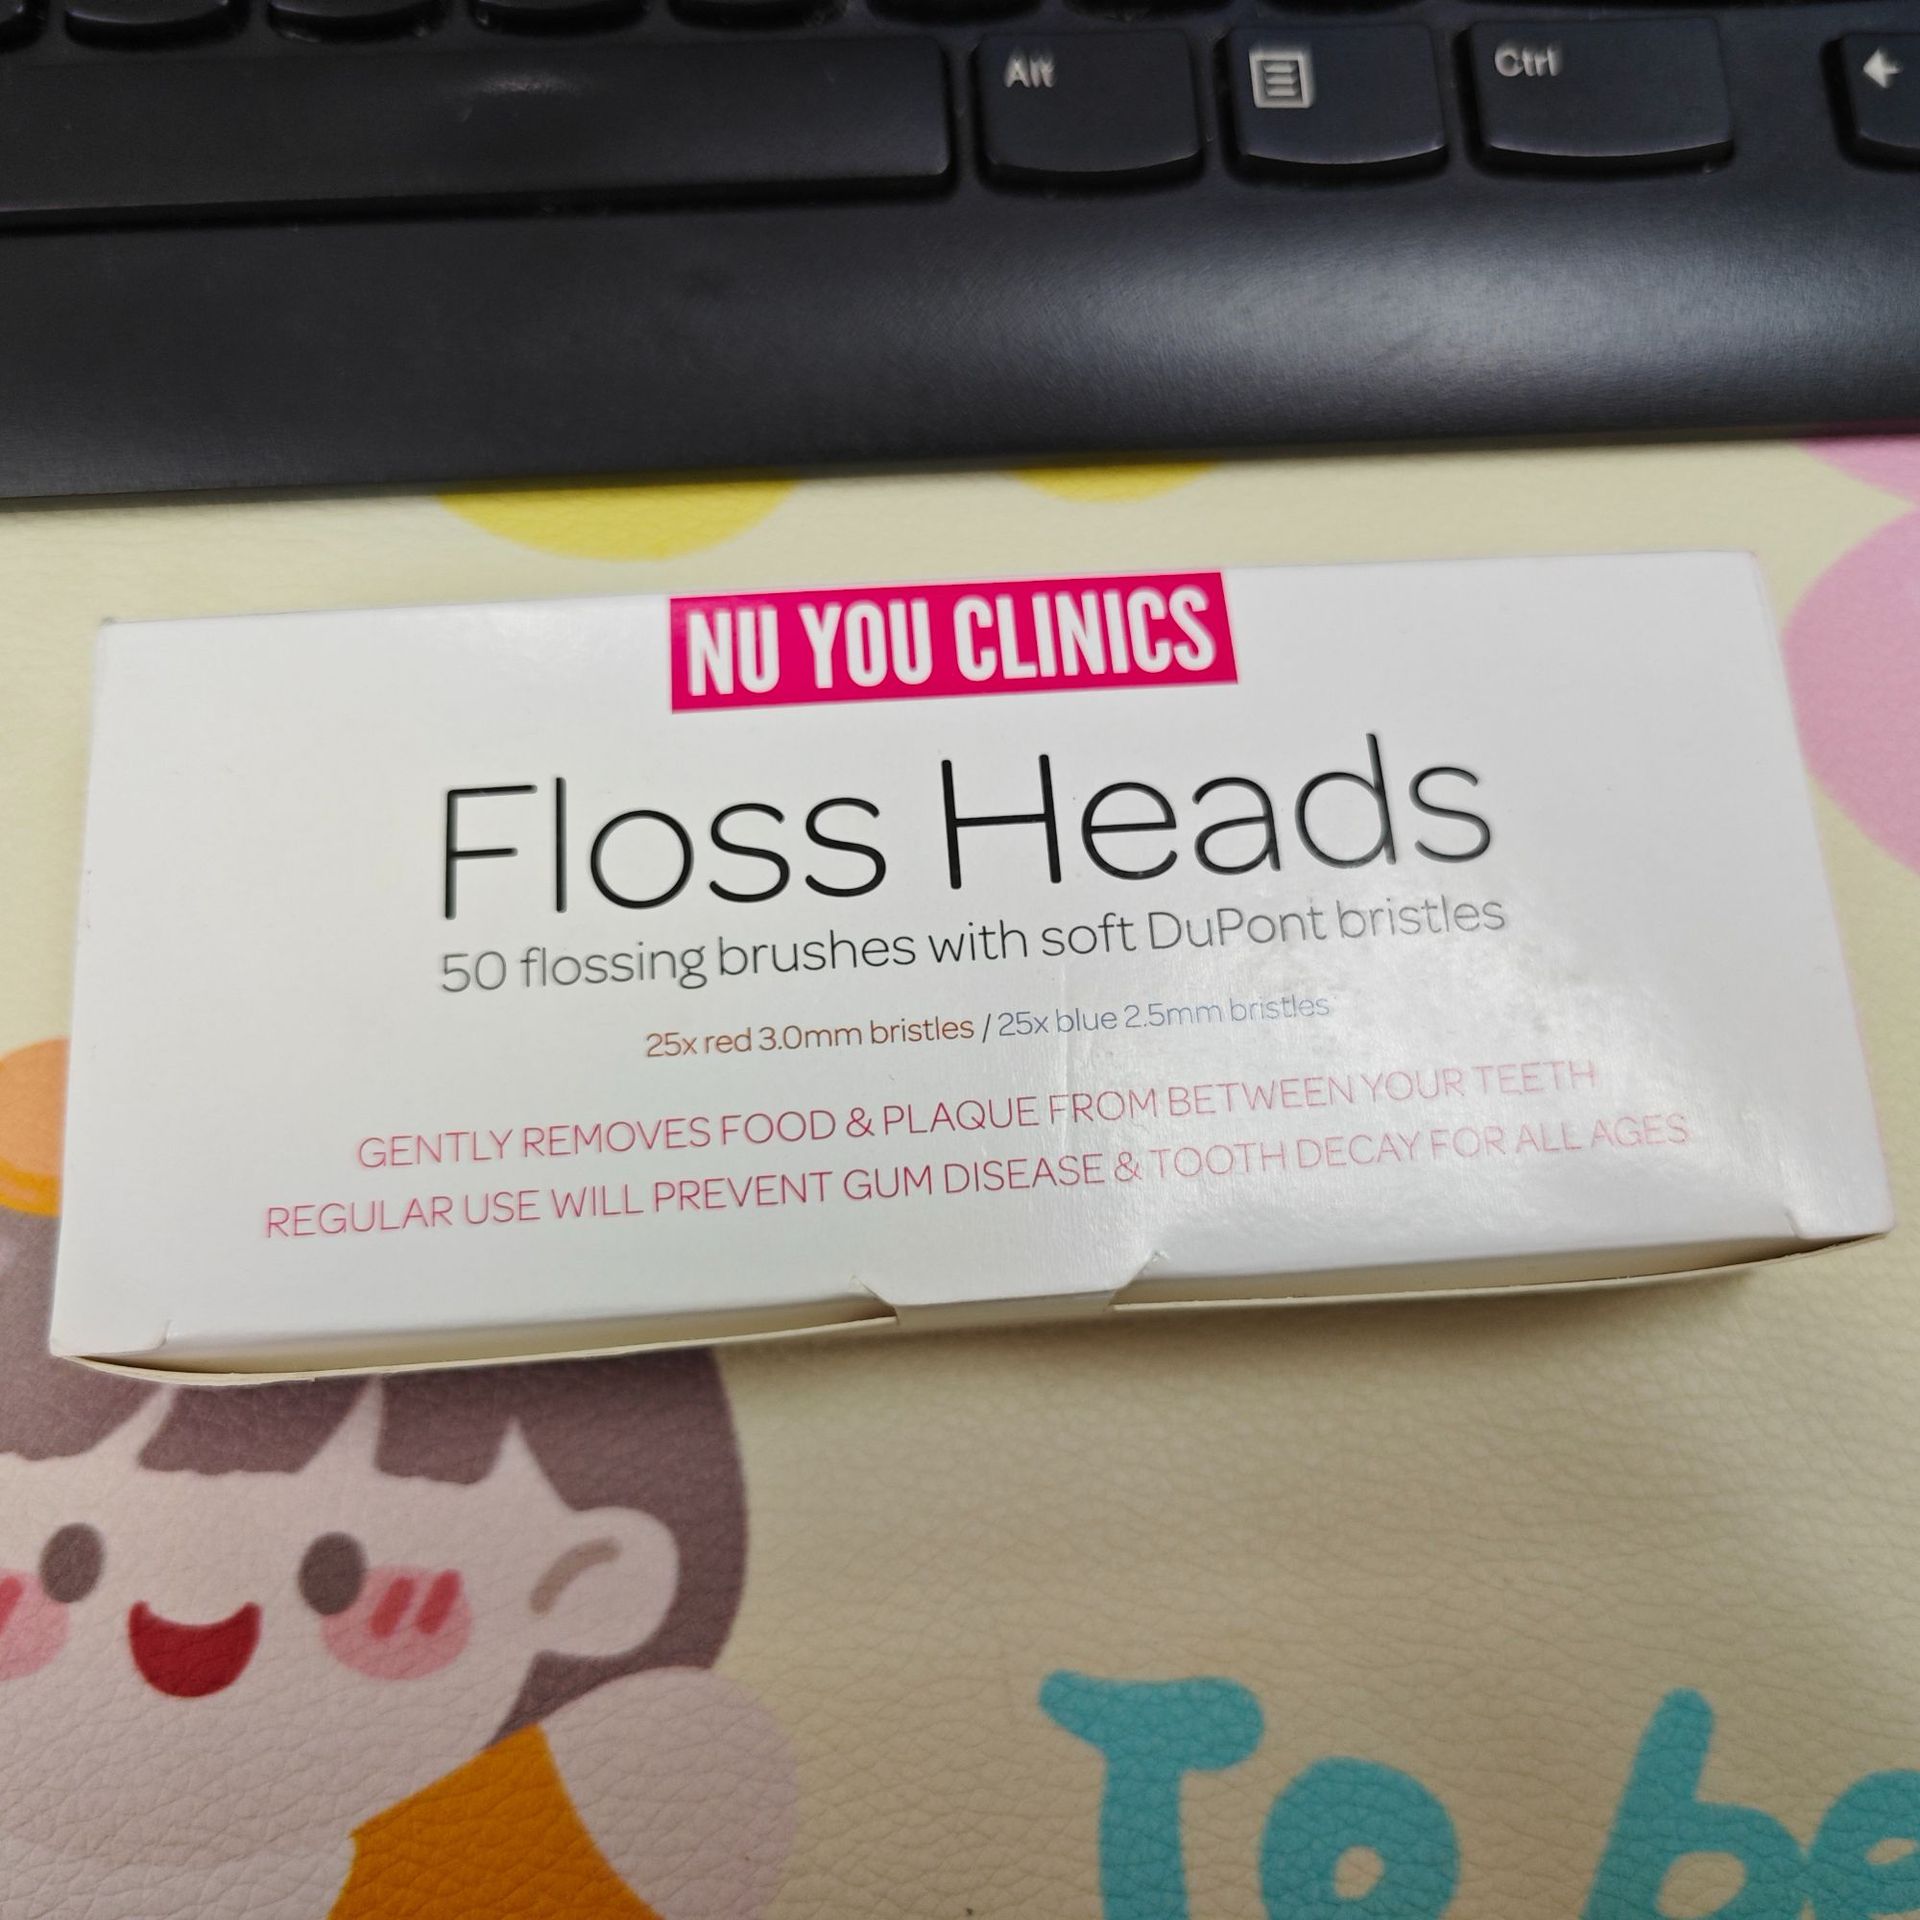 Alt
Ctrl
NU YOU CLINICS
Floss Heads
50 flossing brushes with soft DuPont bristles
25x red 3.0mm bristles / 25x blue 2.5mm bristles
GENTLY REMOVES FOOD & PLAQUE FROM BETWEEN YOUR TEETH
REGULAR USE WILL PREVENT GUM DISEASE & TOOTH DECAY FOR ALL AGES
To be